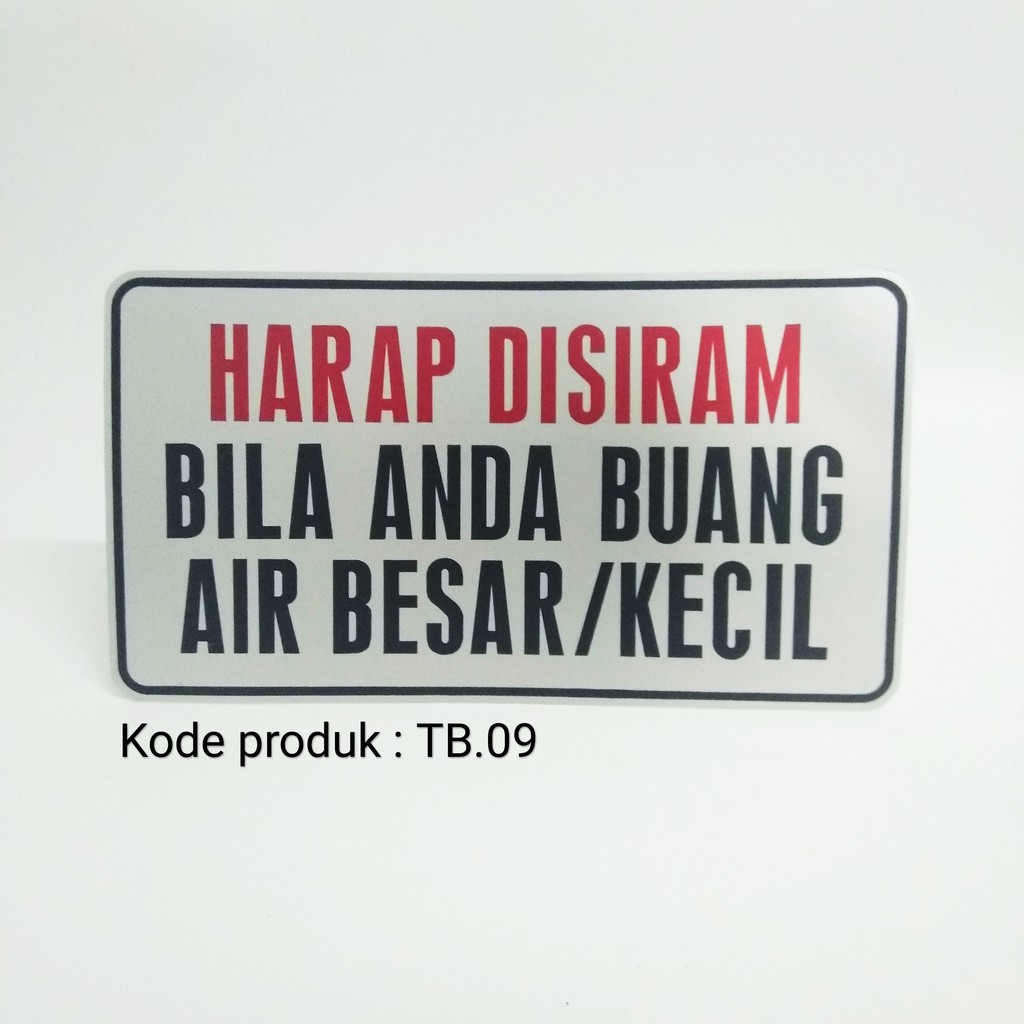 HARAP DISIRAM
BILA ANDA BUANG
AIR BESAR/KECIL
Kode produk : TB.09